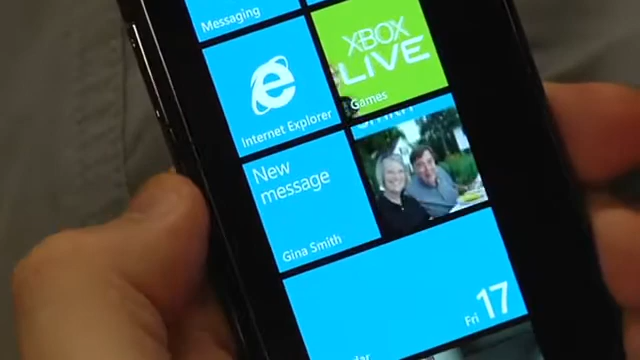 Messaging
XBOX
LIVE
Games
e
Internet Explorer
New
message
Gina Smith
Fri 17